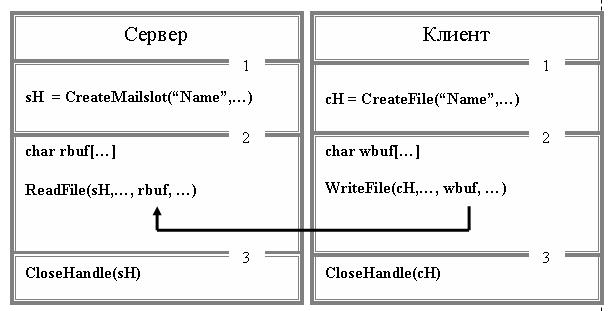 Сервер
1
sH = CreateMailslot(“Name”,…)
2
char rbuf[…]
ReadFile(sH,…, rbuf, …)
3
CloseHandle(sH)
Клиент
1
cH = CreateFile(“Name”,…)
2
char wbuf[…]
WriteFile(cH,…, wbuf, …)
3
CloseHandle(cH)